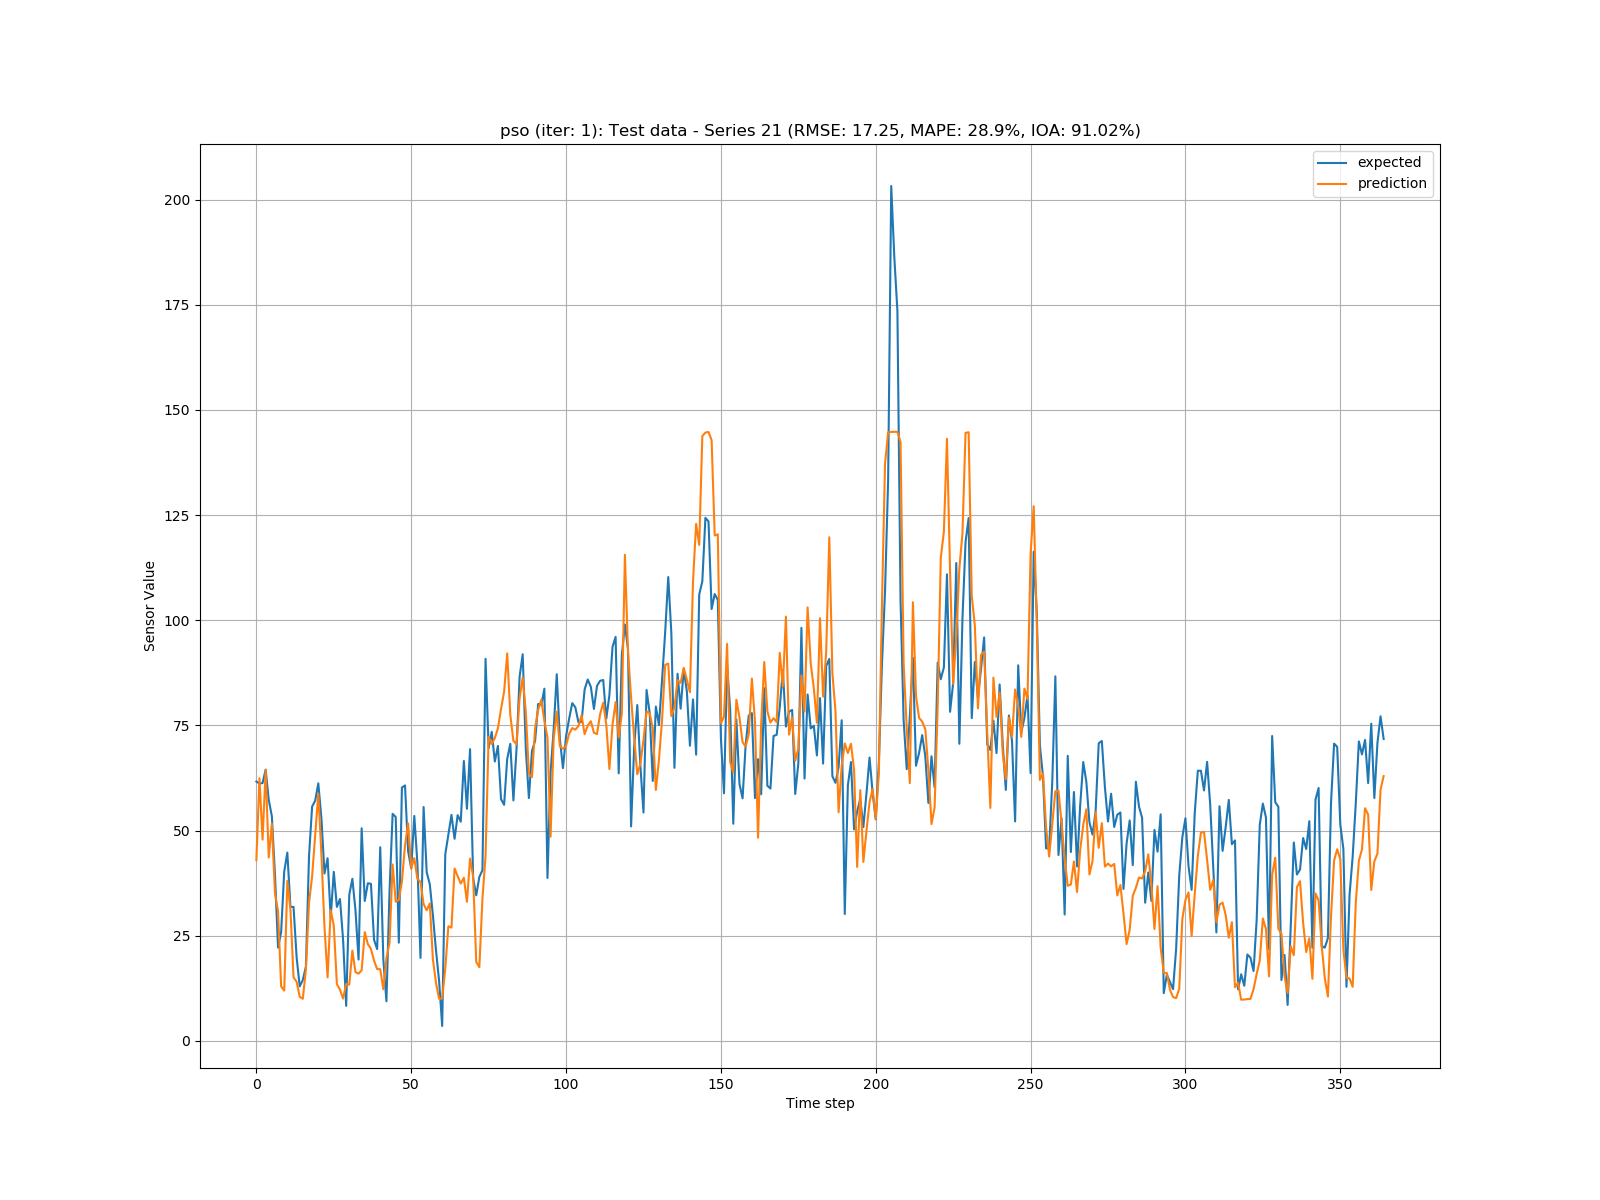 pso (iter: 1): Test data - Series 21 (RMSE: 17.25, MAPE: 28.9%, IOA: 91.02%)
expected
prediction
200
175
150
125
100
75
50
25
0
Sensor Value
0 50 100 150 200 250 300 350
Time step